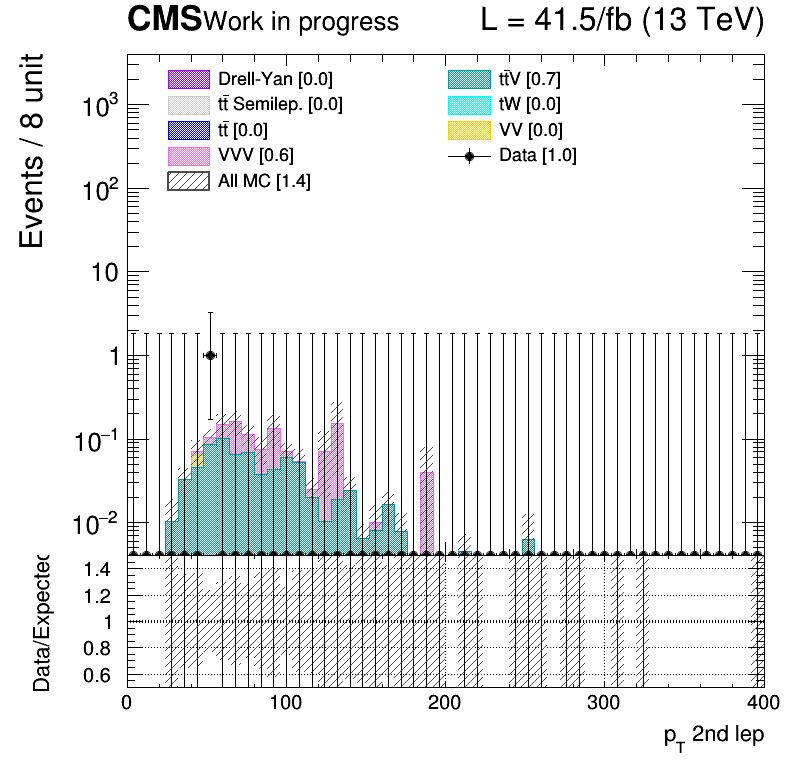 CMS Work in progress L = 41.5/fb (13 TeV)
Events / 8 unit
Drell-Yan [0.0]
tt̄ Semilep. [0.0]
tt̄ [0.0]
VVV [0.6]
All MC [1.4]
tt̄V [0.7]
tW [0.0]
VV [0.0]
Data [1.0]
10³
10²
10
1
10⁻¹
10⁻²
Data/Expected
1.4
1.2
1
0.8
0.6
0 100 200 300 400
p_T 2nd lep